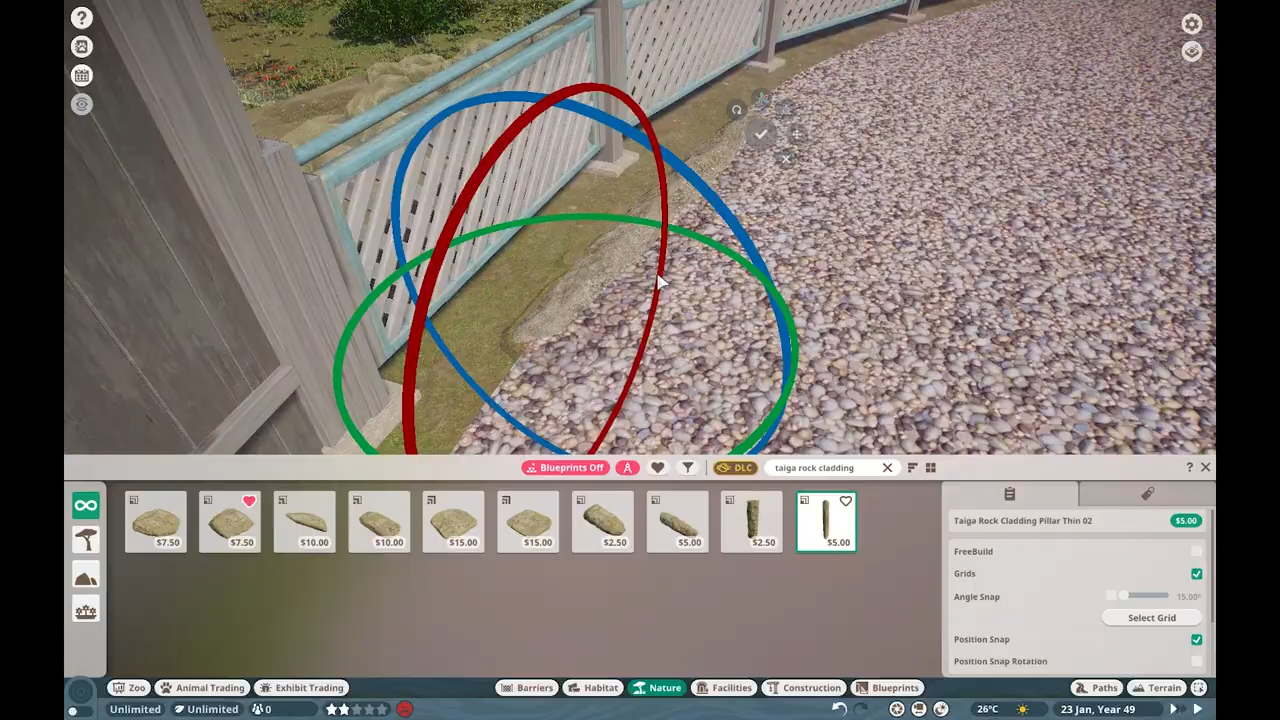 ?
Blueprints Off
DLC
taiga rock cladding
?
$7.50
$7.50
$10.00
$10.00
$15.00
$15.00
$2.50
$5.00
$2.50
$5.00
Taiga Rock Cladding Pillar Thin 02
$5.00
FreeBuild
Grids
Angle Snap
15.00°
Select Grid
Position Snap
Position Snap Rotation
Zoo
Animal Trading
Exhibit Trading
Barriers
Habitat
Nature
Facilities
Construction
Blueprints
Paths
Terrain
Unlimited
Unlimited
0
26°C
23 Jan, Year 49